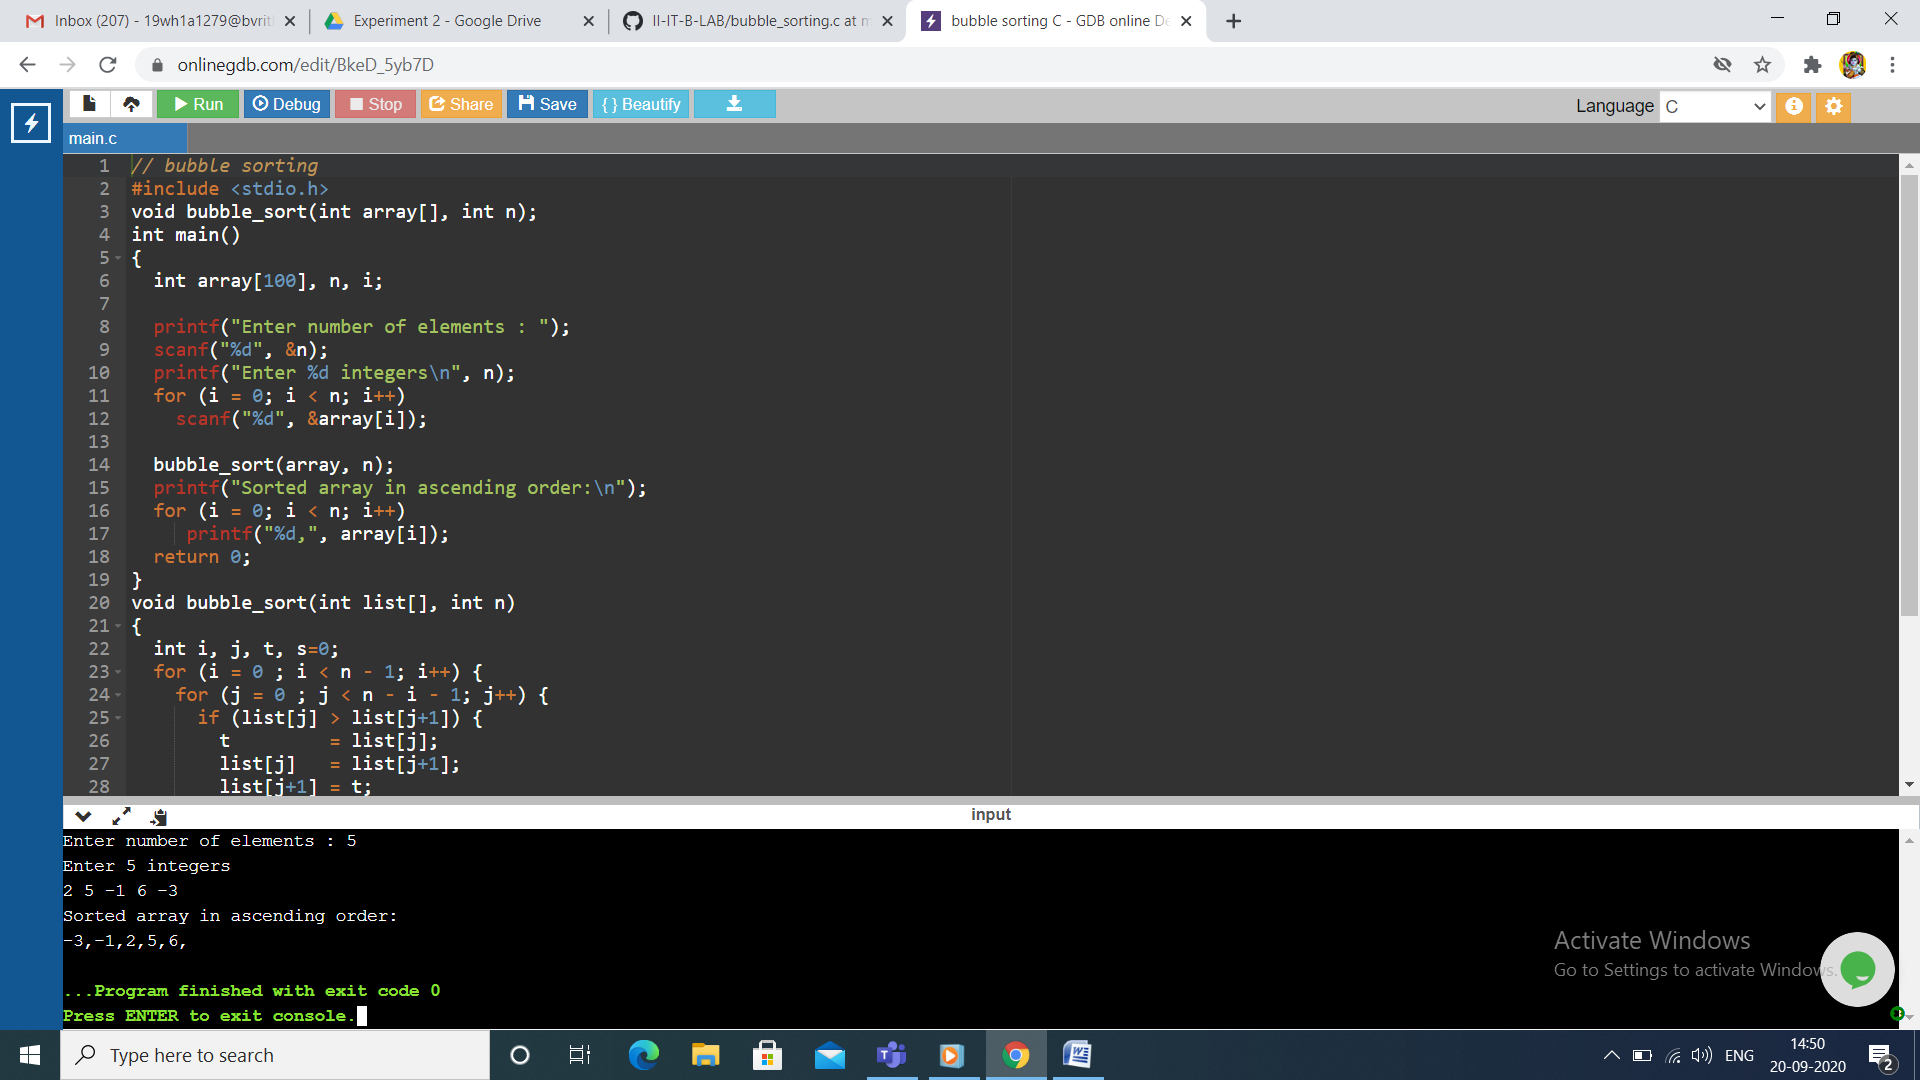 Inbox (207) - 19wh1a1279@bvrit
Experiment 2 - Google Drive
II-IT-B-LAB/bubble_sorting.c at m
bubble sorting C - GDB online De
onlinegdb.com/edit/BkeD_5yb7D
Run
Debug
Stop
Share
Save
{ } Beautify
Language
C
main.c
1 // bubble sorting
2 #include <stdio.h>
3 void bubble_sort(int array[], int n);
4 int main()
5 {
6   int array[100], n, i;
7
8   printf("Enter number of elements : ");
9   scanf("%d", &n);
10   printf("Enter %d integers\n", n);
11   for (i = 0; i < n; i++)
12     scanf("%d", &array[i]);
13
14   bubble_sort(array, n);
15   printf("Sorted array in ascending order:\n");
16   for (i = 0; i < n; i++)
17      printf("%d,", array[i]);
18   return 0;
19 }
20 void bubble_sort(int list[], int n)
21 {
22   int i, j, t, s=0;
23   for (i = 0 ; i < n - 1; i++) {
24     for (j = 0 ; j < n - i - 1; j++) {
25       if (list[j] > list[j+1]) {
26         t         = list[j];
27         list[j]   = list[j+1];
28         list[j+1] = t;
input
Enter number of elements : 5
Enter 5 integers
2 5 -1 6 -3
Sorted array in ascending order:
-3,-1,2,5,6,
...Program finished with exit code 0
Press ENTER to exit console.
Activate Windows
Go to Settings to activate Windows.
Type here to search
ENG
14:50
20-09-2020
2